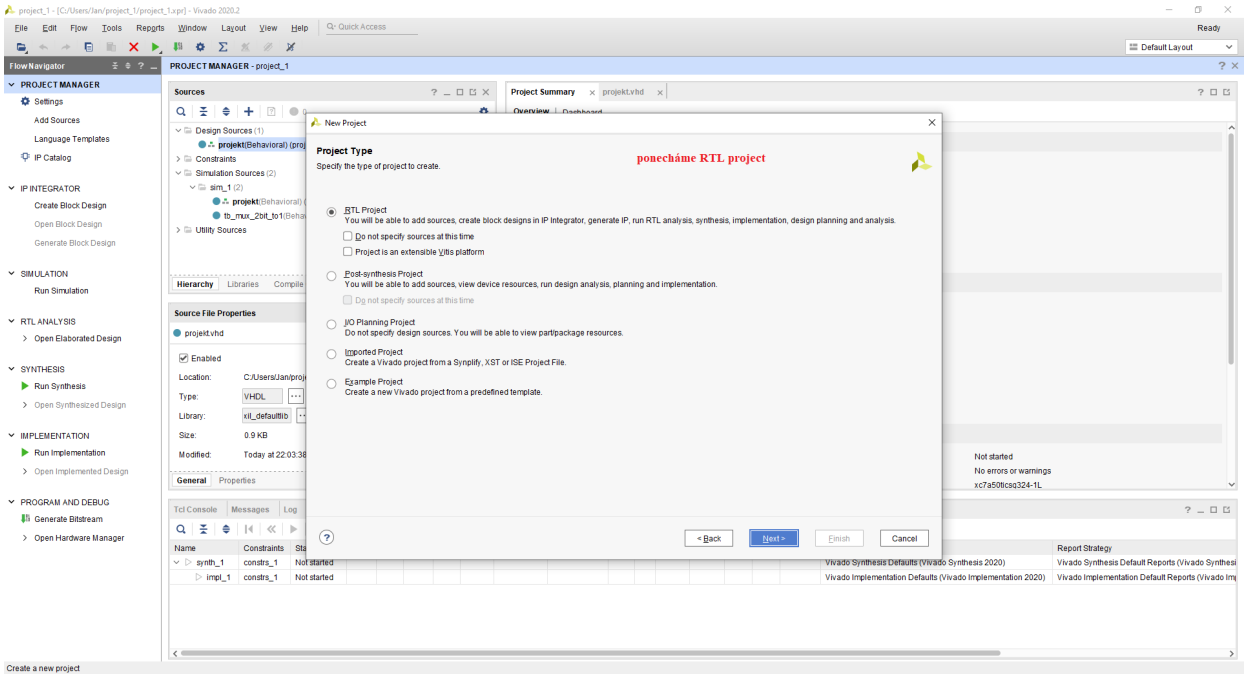 project_1 - [C:/Users/Jan/project_1/project_1.xpr] - Vivado 2020.2
File Edit Flow Tools Reports Window Layout View Help Q- Quick Access Ready
Default Layout
Flow Navigator
PROJECT MANAGER - project_1
PROJECT MANAGER
Settings
Add Sources
Language Templates
IP Catalog
IP INTEGRATOR
Create Block Design
Open Block Design
Generate Block Design
SIMULATION
Run Simulation
RTL ANALYSIS
Open Elaborated Design
SYNTHESIS
Run Synthesis
Open Synthesized Design
IMPLEMENTATION
Run Implementation
Open Implemented Design
PROGRAM AND DEBUG
Generate Bitstream
Open Hardware Manager
Sources
Design Sources (1)
projekt(Behavioral) (proj
Constraints
Simulation Sources (2)
sim_1 (2)
projekt(Behavioral) (
tb_mux_2bit_to1(Beha
Utility Sources
Hierarchy Libraries Compile
Source File Properties
projekt.vhd
Enabled
Location: C:/Users/Jan/proj
Type: VHDL
Library: xil_defaultlib
Size: 0.9 KB
Modified: Today at 22:03:38
General Properties
Project Summary projekt.vhd
Overview | Dashboard
New Project
Project Type
Specify the type of project to create.
ponecháme RTL project
RTL Project
You will be able to add sources, create block designs in IP Integrator, generate IP, run RTL analysis, synthesis, implementation, design planning and analysis.
Do not specify sources at this time
Project is an extensible Vitis platform
Post-synthesis Project
You will be able to add sources, view device resources, run design analysis, planning and implementation.
Do not specify sources at this time
I/O Planning Project
Do not specify design sources. You will be able to view part/package resources.
Imported Project
Create a Vivado project from a Synplify, XST or ISE Project File.
Example Project
Create a new Vivado project from a predefined template.
? < Back Next > Finish Cancel
Not started
No errors or warnings
xc7a50ticsg324-1L
Tcl Console Messages Log
Name Constraints Sta Report Strategy
synth_1 constrs_1 Not started Vivado Synthesis Defaults (Vivado Synthesis 2020) Vivado Synthesis Default Reports (Vivado Synthesi
impl_1 constrs_1 Not started Vivado Implementation Defaults (Vivado Implementation 2020) Vivado Implementation Default Reports (Vivado Imp
Create a new project